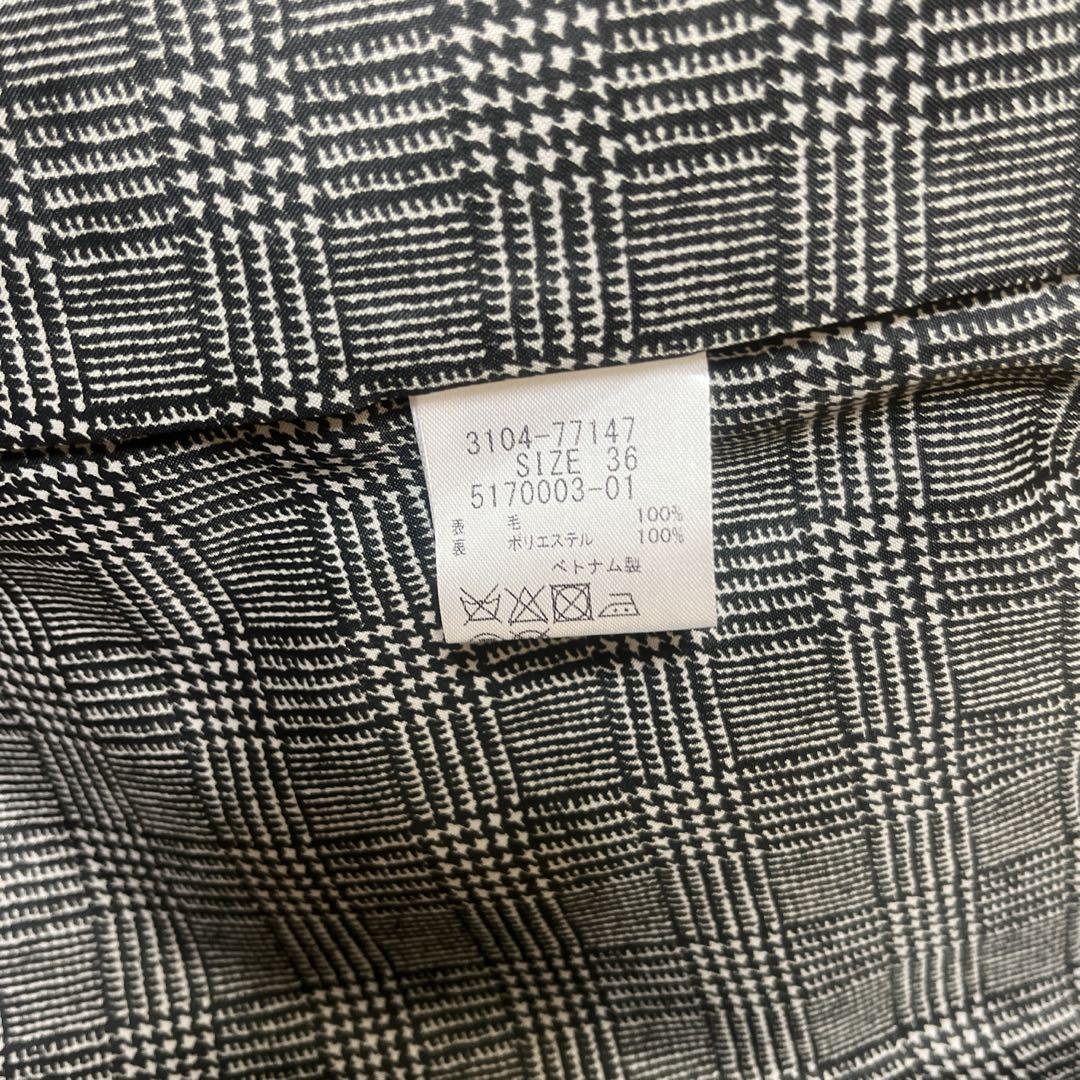 3104-77147
SIZE 36
5170003-01
表 毛 100%
裏 ポリエステル 100%
ベトナム製